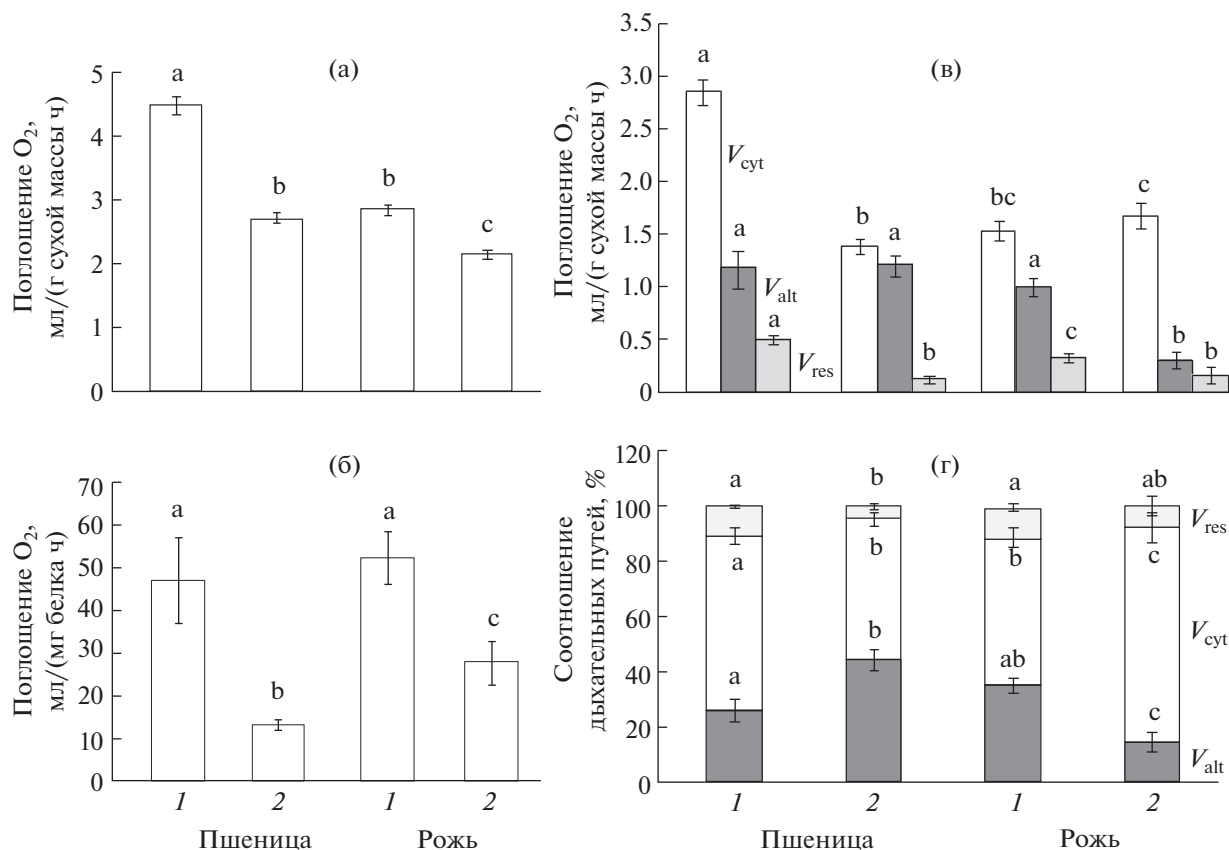 (а)
Поглощение O₂,
мл/(г сухой массы ч)
5
4
3
2
1
0
a
b
b
c
(в)
Поглощение O₂,
мл/(г сухой массы ч)
3.5
3.0
2.5
2.0
1.5
1.0
0.5
0
a
V_cyt
a
V_alt
a
V_res
b
a
b
bc
a
c
c
b
b
(б)
Поглощение O₂,
мл/(мг белка ч)
70
60
50
40
30
20
10
0
a
b
a
c
1
2
1
2
Пшеница
Рожь
(г)
Соотношение
дыхательных путей, %
120
100
80
60
40
20
0
a
b
a
ab
V_res
a
b
b
c
V_cyt
a
b
ab
c
V_alt
1
2
1
2
Пшеница
Рожь